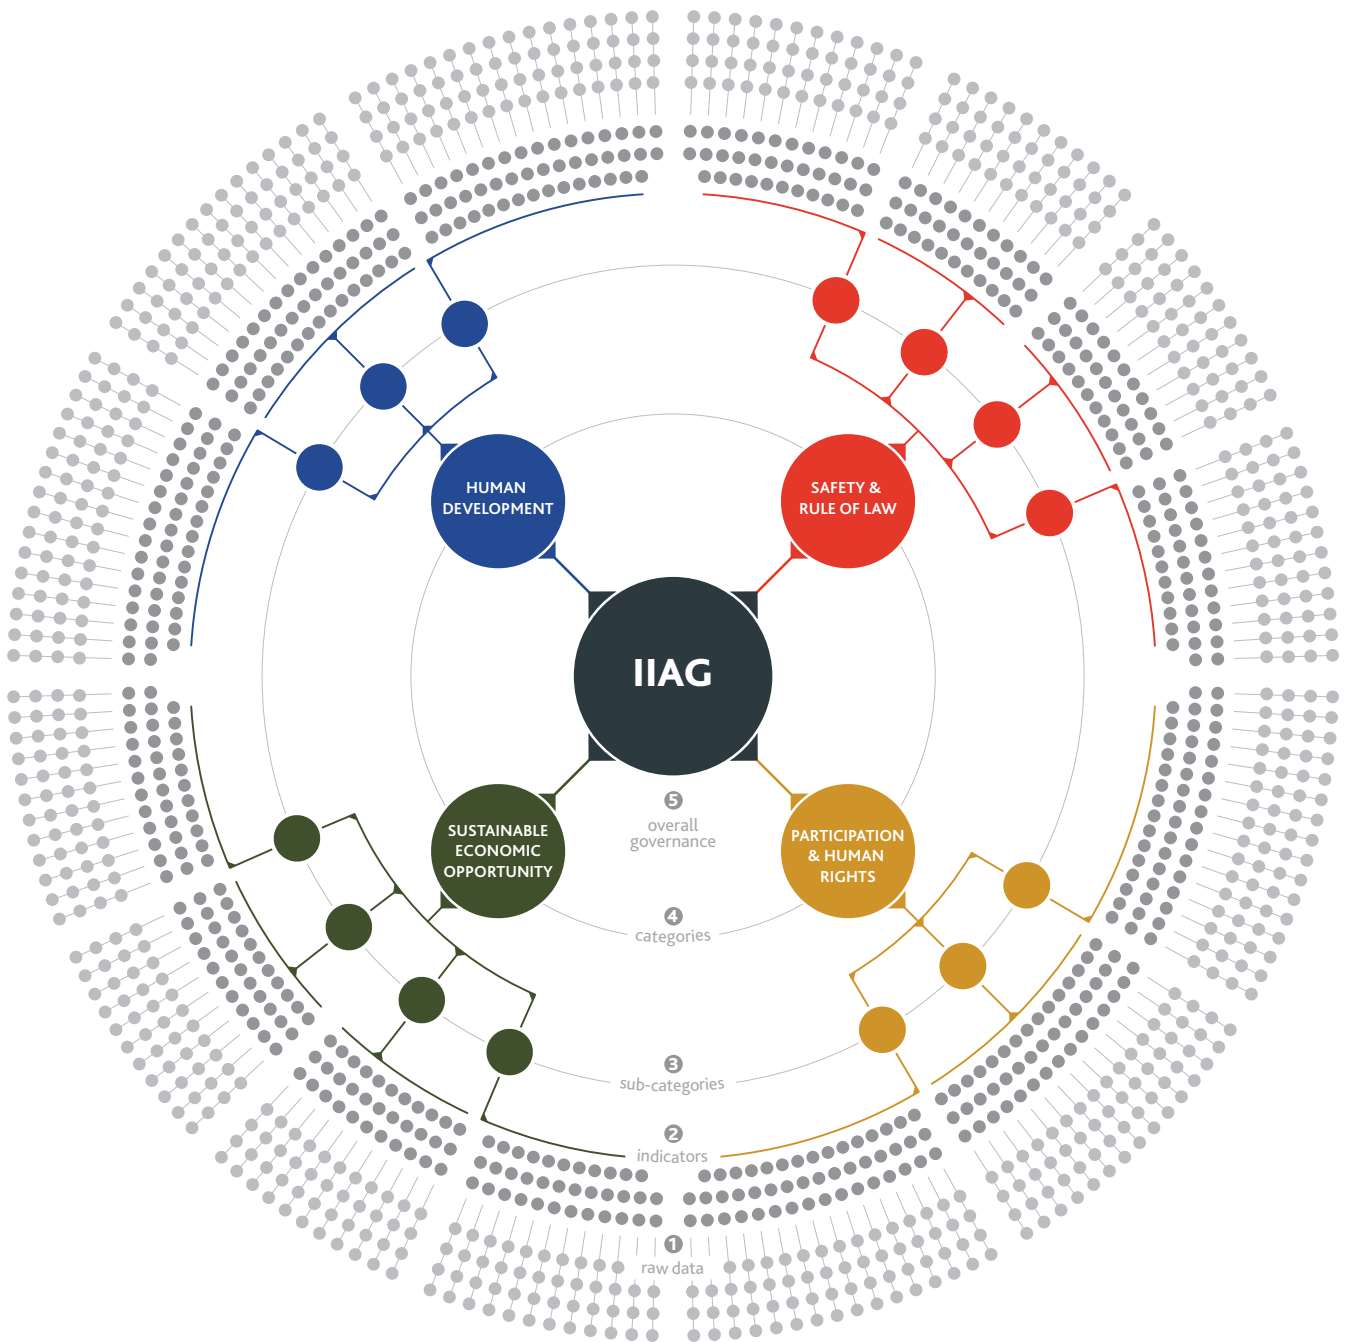 HUMAN
DEVELOPMENT
SAFETY &
RULE OF LAW
IIAG
SUSTAINABLE
ECONOMIC
OPPORTUNITY
PARTICIPATION
& HUMAN
RIGHTS
5
overall
governance
4
categories
3
sub-categories
2
indicators
1
raw data